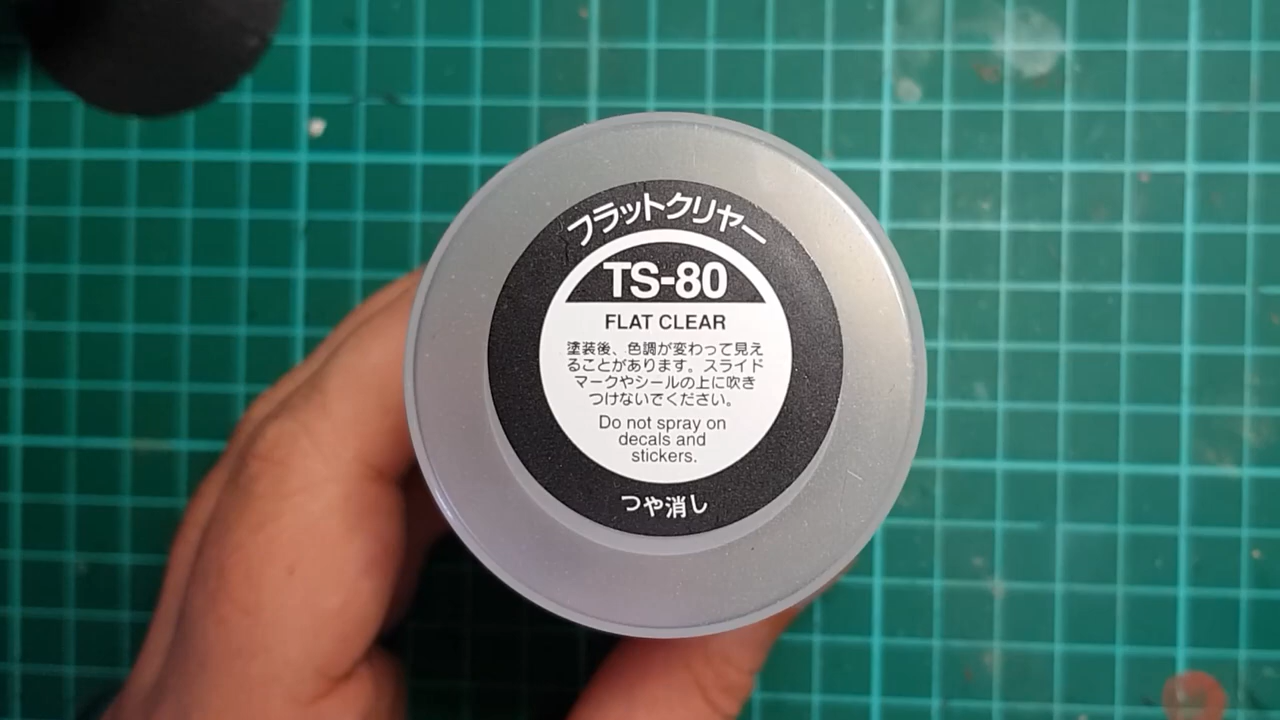 フラットクリヤー
TS-80
FLAT CLEAR
塗装後、色調が変わって見え
ることがあります。スライド
マークやシールの上に吹き
つけないでください。
Do not spray on
decals and
stickers.
つや消し